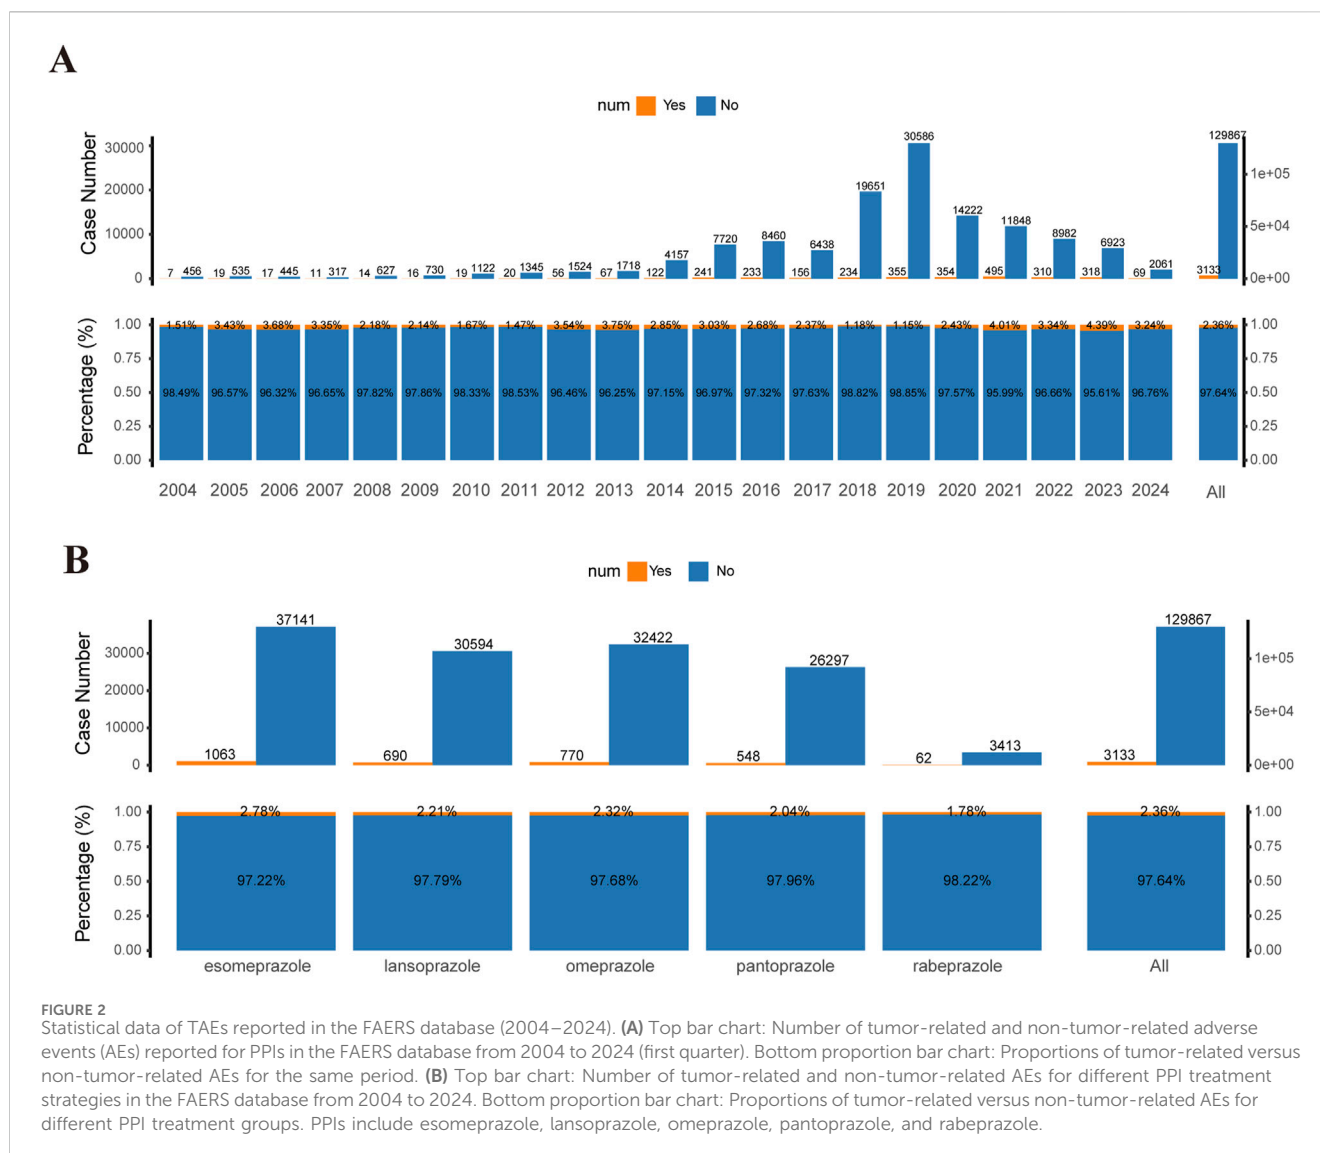 A
num Yes No
Case Number
30000
20000
10000
0
7 456 19 535 17 445 11 317 14 627 16 730 19 1122 20 1345 56 1524 67 1718 122 4157 241 7720 233 8460 156 6438 234 19651 355 30586 354 14222 495 11848 310 8982 318 6923 69 2061 3133 129867
1e+05
5e+04
0e+00
Percentage (%)
1.00
0.75
0.50
0.25
0.00
1.51% 3.43% 3.68% 3.35% 2.18% 2.14% 1.67% 1.47% 3.54% 3.75% 2.85% 3.03% 2.68% 2.37% 1.18% 1.15% 2.43% 4.01% 3.34% 4.39% 3.24% 2.36%
98.49% 96.57% 96.32% 96.65% 97.82% 97.86% 98.33% 98.53% 96.46% 96.25% 97.15% 96.97% 97.32% 97.63% 98.82% 98.85% 97.57% 95.99% 96.66% 95.61% 96.76% 97.64%
1.00
0.75
0.50
0.25
0.00
2004 2005 2006 2007 2008 2009 2010 2011 2012 2013 2014 2015 2016 2017 2018 2019 2020 2021 2022 2023 2024 All
B
num Yes No
Case Number
30000
20000
10000
0
1063 37141 690 30594 770 32422 548 26297 62 3413 3133 129867
1e+05
5e+04
0e+00
Percentage (%)
1.00
0.75
0.50
0.25
0.00
2.78% 2.21% 2.32% 2.04% 1.78% 2.36%
97.22% 97.79% 97.68% 97.96% 98.22% 97.64%
1.00
0.75
0.50
0.25
0.00
esomeprazole lansoprazole omeprazole pantoprazole rabeprazole All
FIGURE 2
Statistical data of TAEs reported in the FAERS database (2004–2024). (A) Top bar chart: Number of tumor-related and non-tumor-related adverse
events (AEs) reported for PPIs in the FAERS database from 2004 to 2024 (first quarter). Bottom proportion bar chart: Proportions of tumor-related versus
non-tumor-related AEs for the same period. (B) Top bar chart: Number of tumor-related and non-tumor-related AEs for different PPI treatment
strategies in the FAERS database from 2004 to 2024. Bottom proportion bar chart: Proportions of tumor-related versus non-tumor-related AEs for
different PPI treatment groups. PPIs include esomeprazole, lansoprazole, omeprazole, pantoprazole, and rabeprazole.